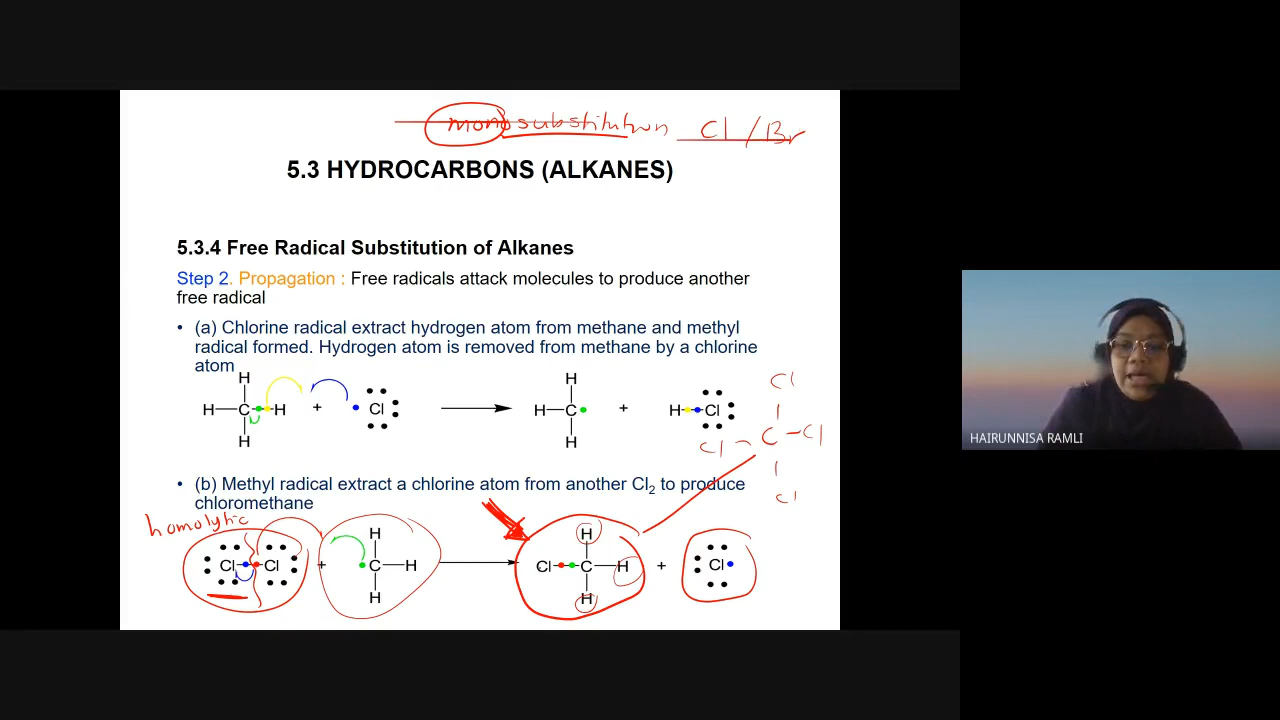 monosubstitution Cl / Br
5.3 HYDROCARBONS (ALKANES)
5.3.4 Free Radical Substitution of Alkanes
Step 2. Propagation : Free radicals attack molecules to produce another
free radical
• (a) Chlorine radical extract hydrogen atom from methane and methyl
radical formed. Hydrogen atom is removed from methane by a chlorine
atom
H H Cl
H C H + Cl H C + H Cl
H H Cl C Cl
Cl
• (b) Methyl radical extract a chlorine atom from another Cl2 to produce
chloromethane
homolytic
H H
Cl Cl + C H Cl C H + Cl
H H
HAIRUNNISA RAMLI